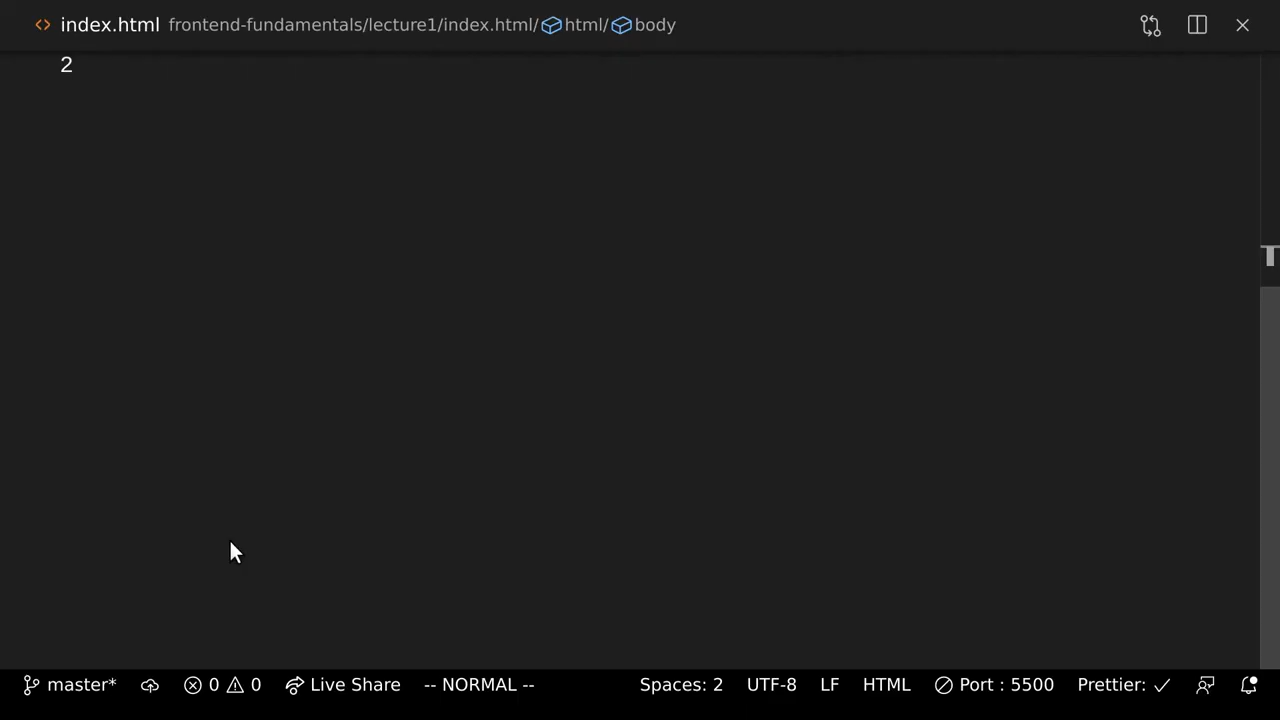 index.html frontend-fundamentals/lecture1/index.html/html/body
2
master* 0 0 Live Share -- NORMAL -- Spaces: 2 UTF-8 LF HTML Port : 5500 Prettier: